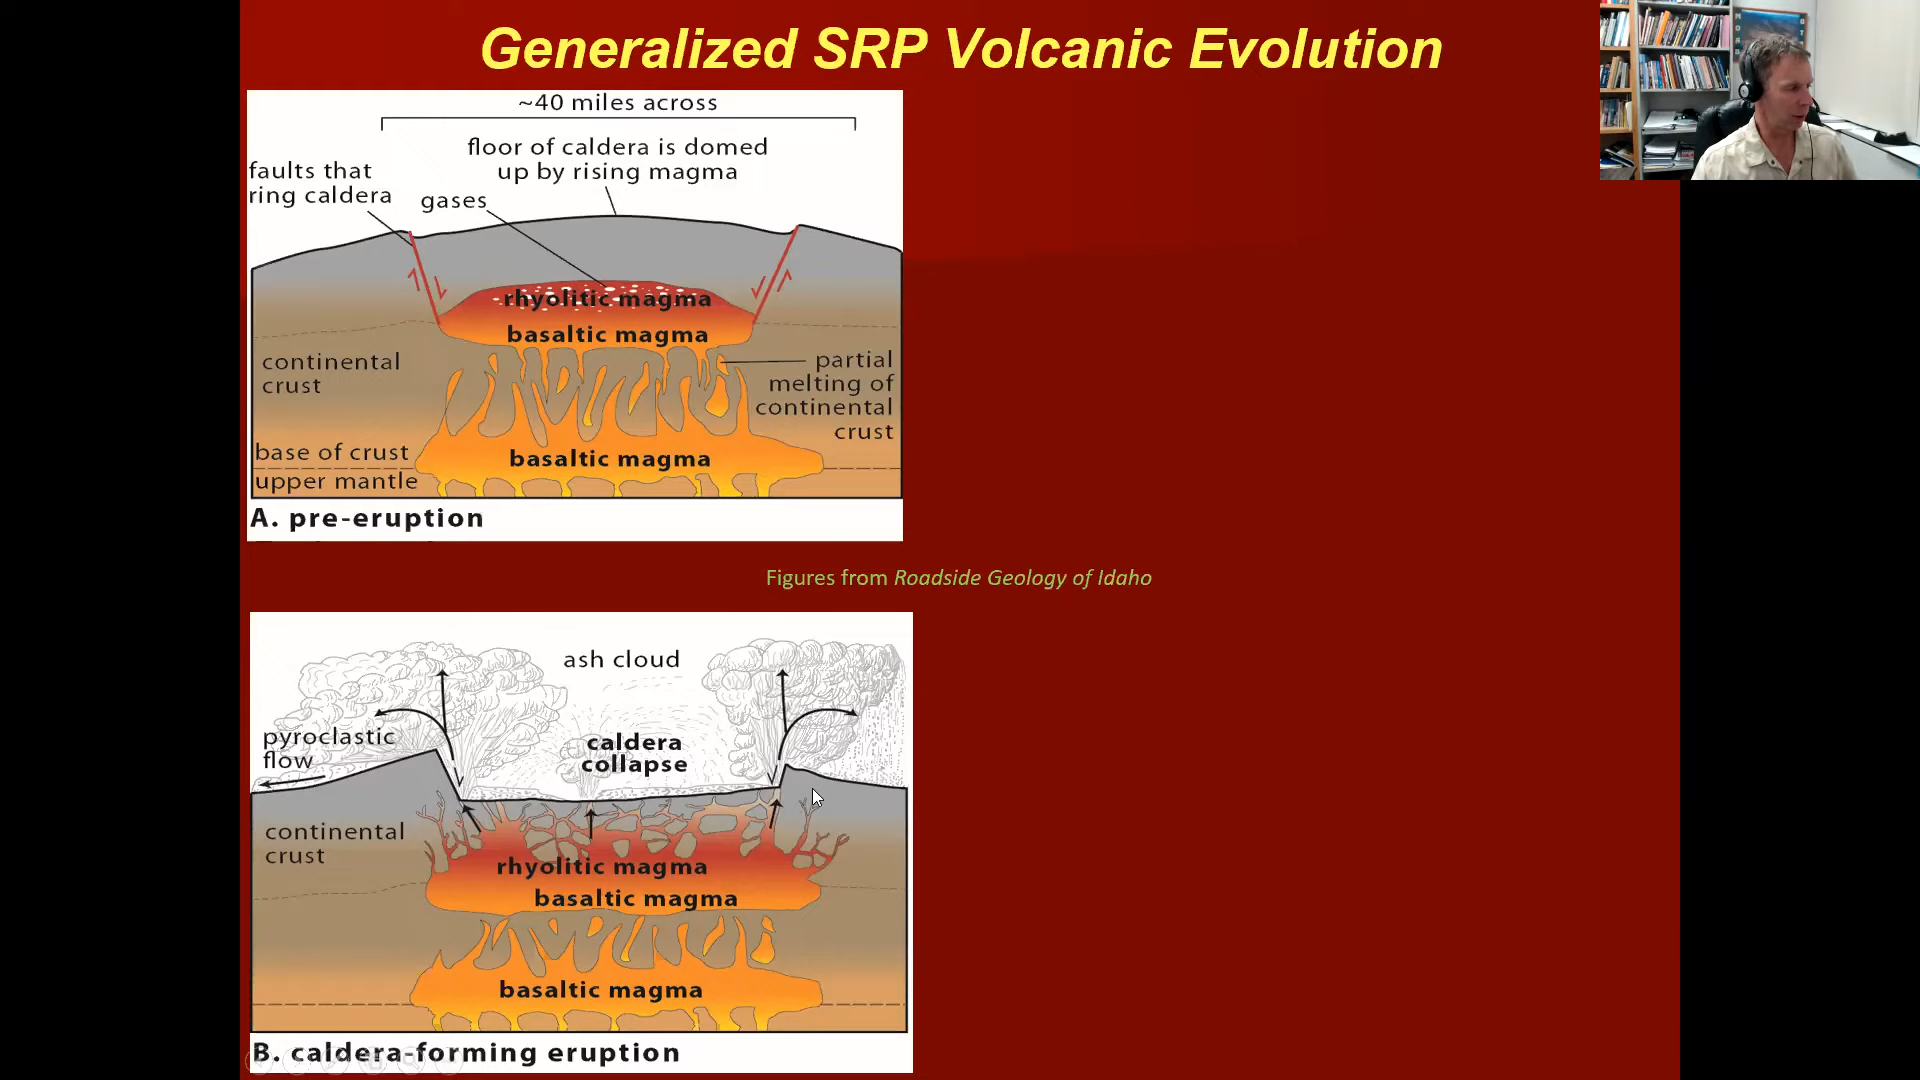 Generalized SRP Volcanic Evolution
~40 miles across
floor of caldera is domed
up by rising magma
faults that
ring caldera
gases
rhyolitic magma
basaltic magma
continental
crust
partial
melting of
continental
crust
base of crust
upper mantle
basaltic magma
A. pre-eruption
Figures from Roadside Geology of Idaho
ash cloud
pyroclastic
flow
caldera
collapse
continental
crust
rhyolitic magma
basaltic magma
basaltic magma
B. caldera-forming eruption